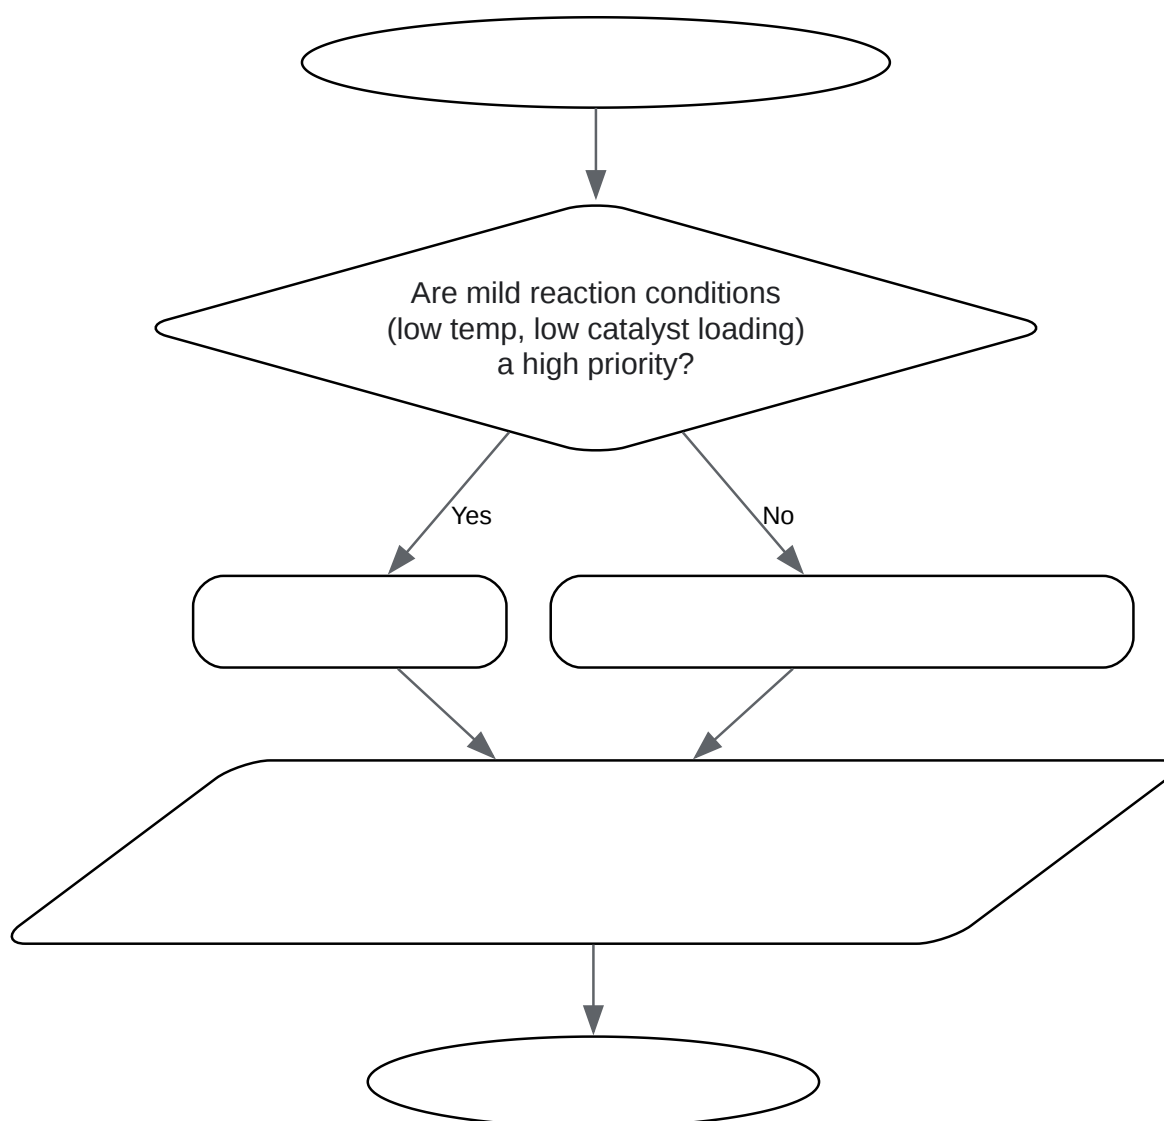 Are mild reaction conditions
(low temp, low catalyst loading)
a high priority?
Yes
No